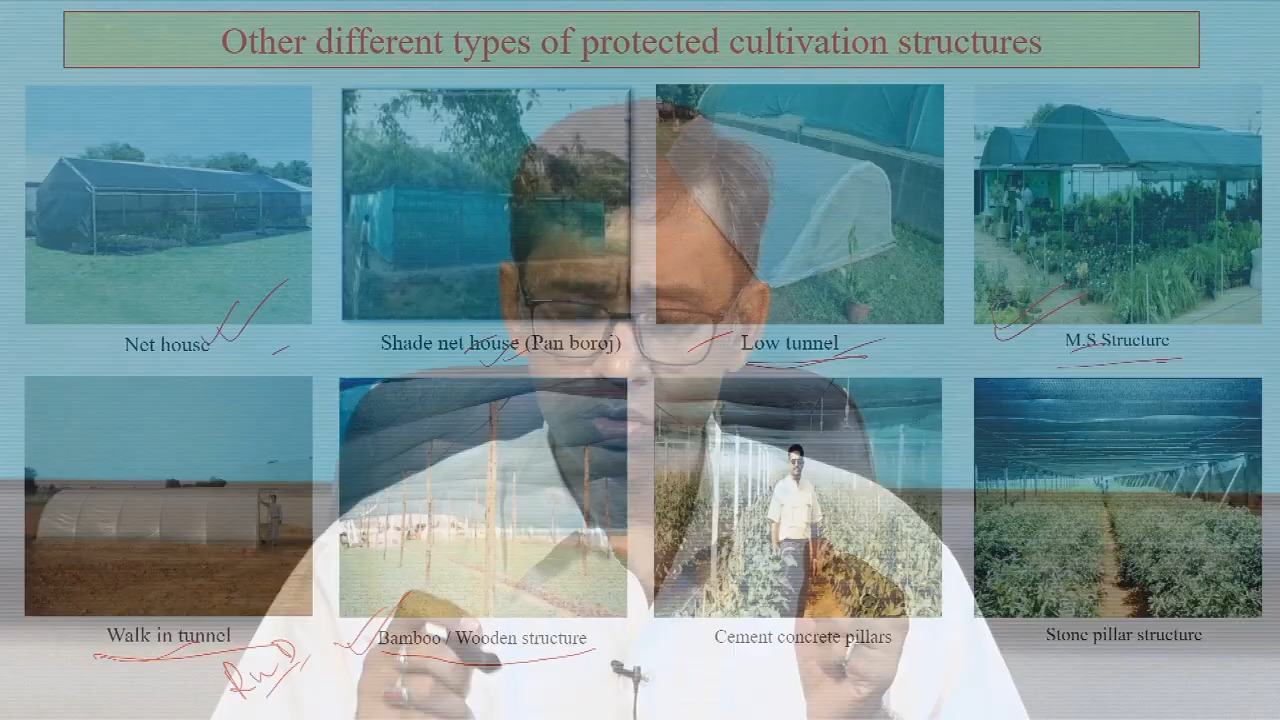 Other different types of protected cultivation structures
Net house
Shade net house (Pan boroj)
Low tunnel
M.S Structure
Walk in tunnel
Bamboo / Wooden structure
Cement concrete pillars
Stone pillar structure